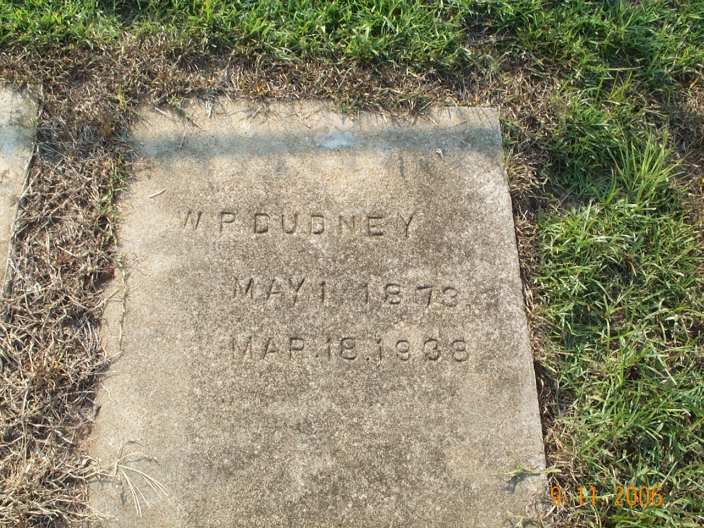 W P DUDNEY
MAY 1 1873
MAR. 18. 1938
9 11 2006